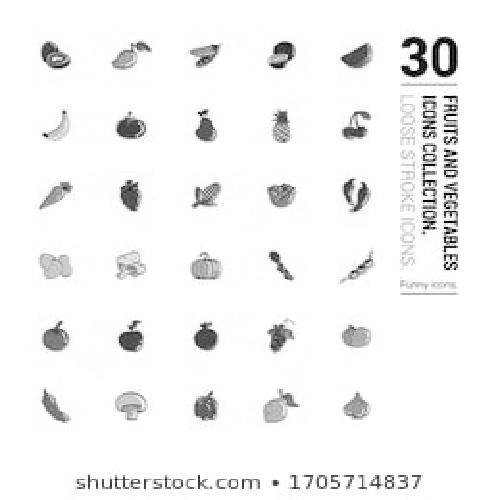 30
FRUITS AND VEGETABLES
ICONS COLLECTION.
LOOSE STROKE ICONS.
Funny icons.
shutterstock.com • 1705714837